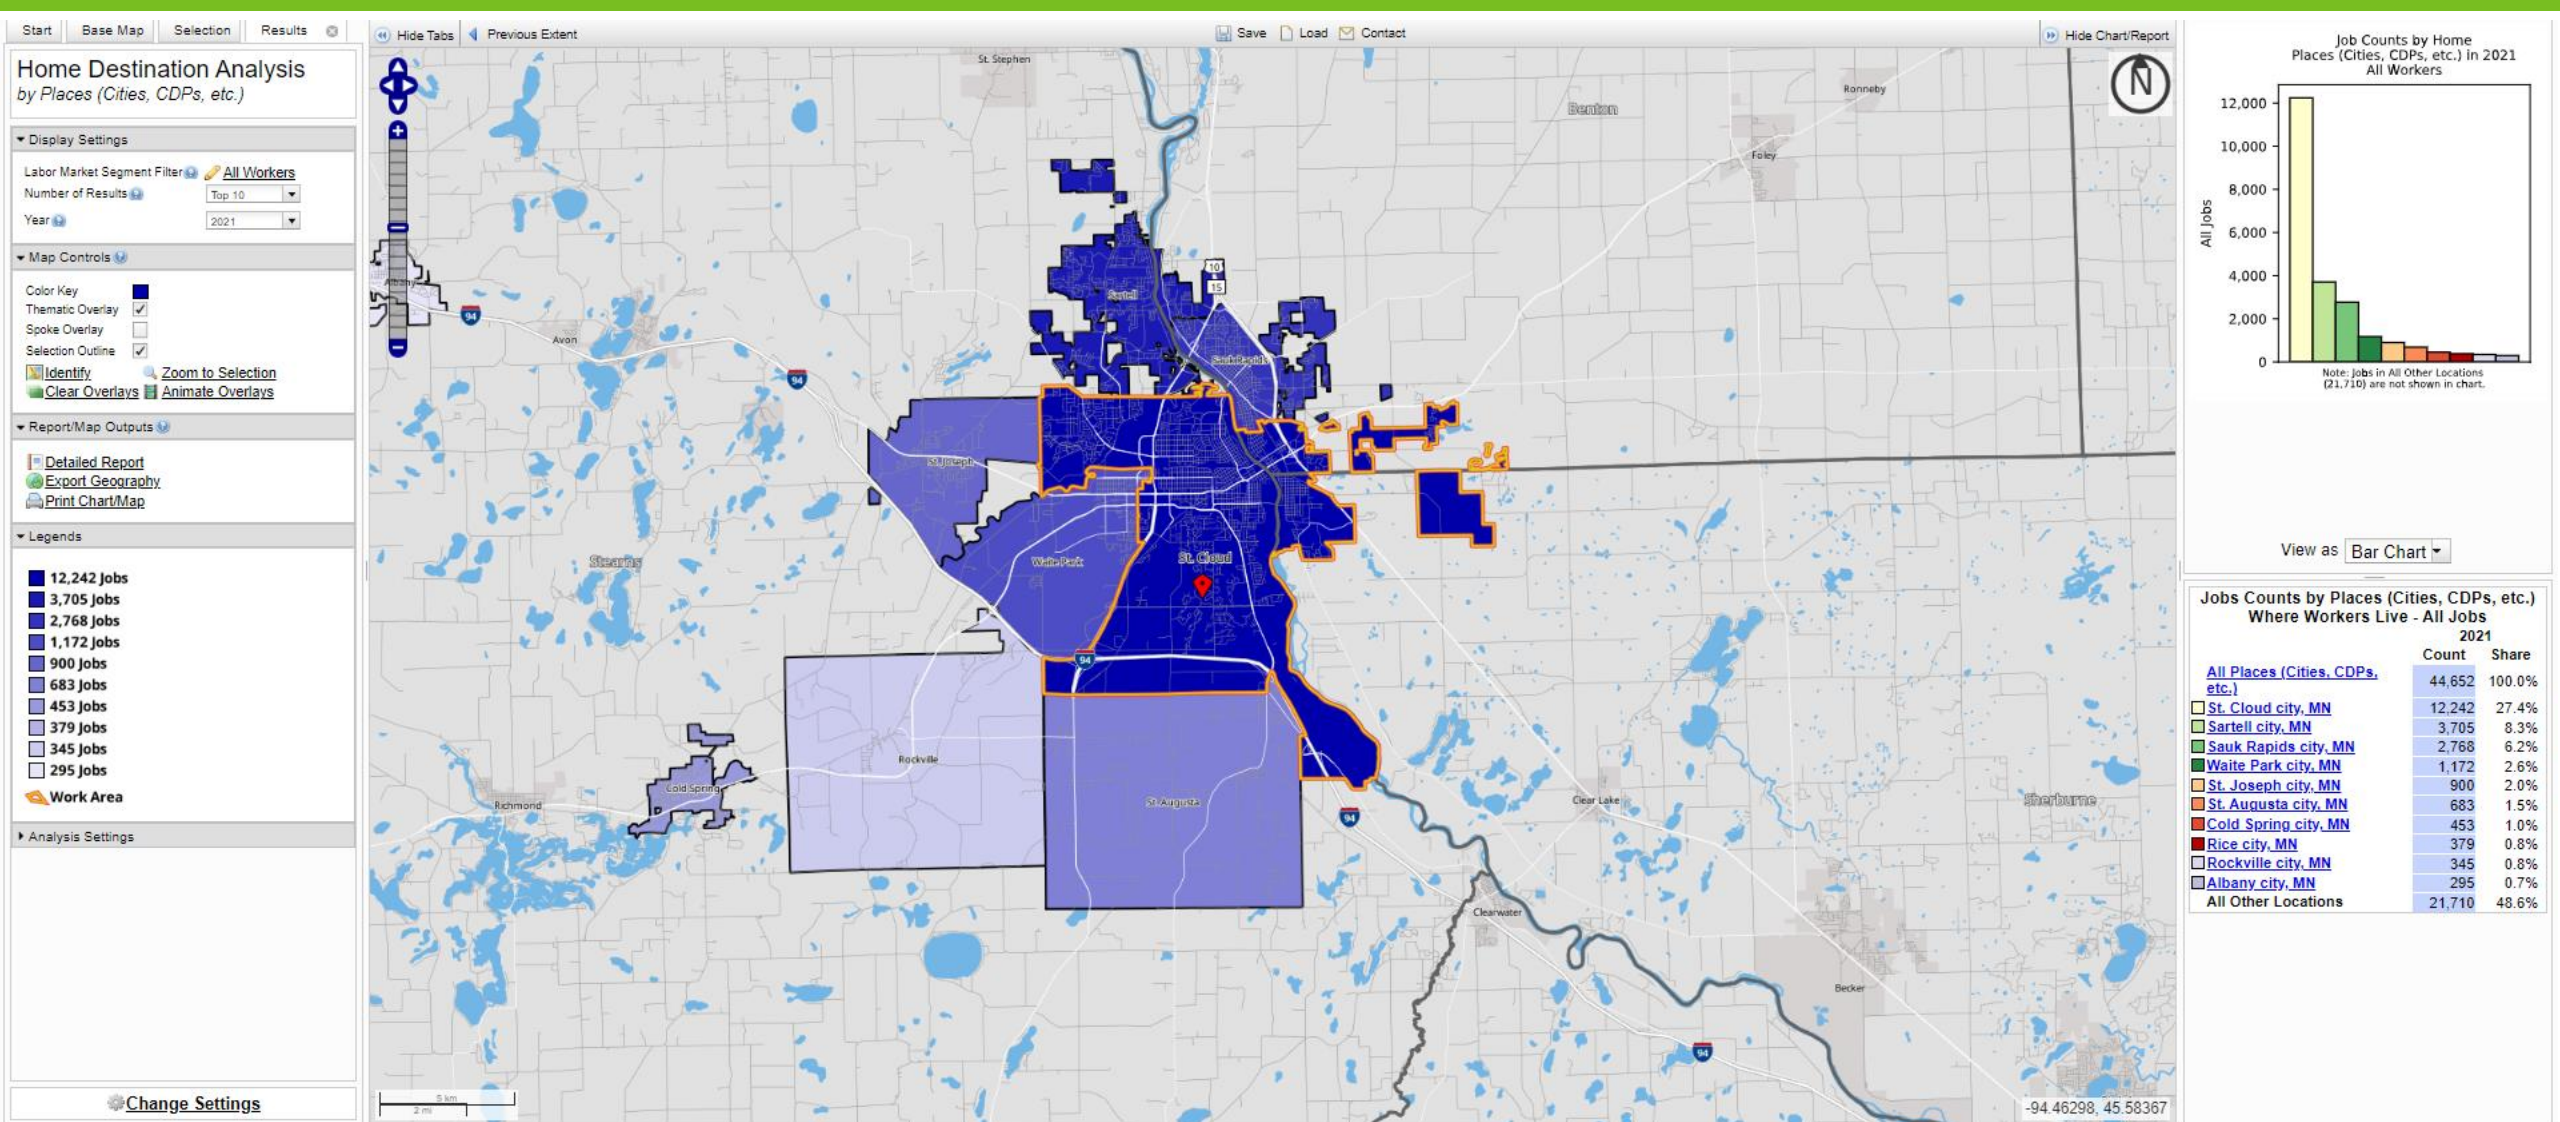 Start
Base Map
Selection
Results
Hide Tabs
Previous Extent
Save
Load
Contact
Hide Chart/Report
Home Destination Analysis
by Places (Cities, CDPs, etc.)
Display Settings
Labor Market Segment Filter
All Workers
Number of Results
Top 10
Year
2021
Map Controls
Color Key
Thematic Overlay
Spoke Overlay
Selection Outline
Identify
Zoom to Selection
Clear Overlays
Animate Overlays
Report/Map Outputs
Detailed Report
Export Geography
Print Chart/Map
Legends
12,242 Jobs
3,705 Jobs
2,768 Jobs
1,172 Jobs
900 Jobs
683 Jobs
453 Jobs
379 Jobs
345 Jobs
295 Jobs
Work Area
Analysis Settings
Change Settings
St. Stephen
Benton
Ronneby
Foley
N
Albany
94
Avon
94
Sartell
10
15
Sauk Rapids
St. Joseph
Stearns
Waite Park
St. Cloud
94
Rockville
Cold Spring
Richmond
St. Augusta
94
Clear Lake
Sherburne
Clearwater
Becker
94
5 km
2 mi
-94.46298, 45.58367
Job Counts by Home
Places (Cities, CDPs, etc.) in 2021
All Workers
All Jobs
12,000
10,000
8,000
6,000
4,000
2,000
0
Note: Jobs in All Other Locations
(21,710) are not shown in chart.
View as Bar Chart
Jobs Counts by Places (Cities, CDPs, etc.)
Where Workers Live - All Jobs
2021
Count Share
All Places (Cities, CDPs,
etc.) 44,652 100.0%
St. Cloud city, MN 12,242 27.4%
Sartell city, MN 3,705 8.3%
Sauk Rapids city, MN 2,768 6.2%
Waite Park city, MN 1,172 2.6%
St. Joseph city, MN 900 2.0%
St. Augusta city, MN 683 1.5%
Cold Spring city, MN 453 1.0%
Rice city, MN 379 0.8%
Rockville city, MN 345 0.8%
Albany city, MN 295 0.7%
All Other Locations 21,710 48.6%